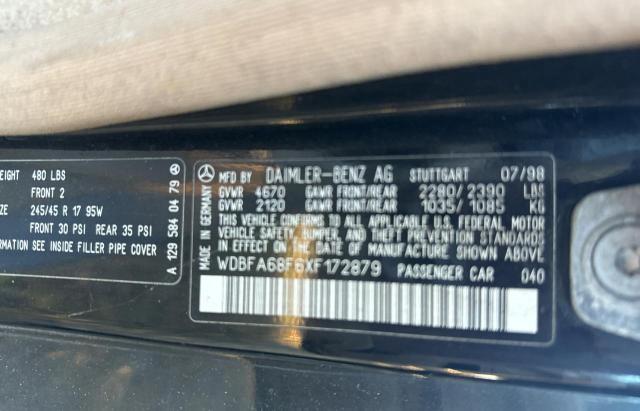 EIGHT 480 LBS
FRONT 2
ZE 245/45 R 17 95W
FRONT 30 PSI REAR 35 PSI
FORMATION SEE INSIDE FILLER PIPE COVER
A 129 584 04 79
MADE IN GERMANY
MFD BY DAIMLER-BENZ AG STUTTGART 07/98
GVWR 4670 GAWR FRONT/REAR 2280/2390 LBS
GVWR 2120 GAWR FRONT/REAR 1035/1085 KG
THIS VEHICLE CONFORMS TO ALL APPLICABLE U.S. FEDERAL MOTOR
VEHICLE SAFETY, BUMPER, AND THEFT PREVENTION STANDARDS
IN EFFECT ON THE DATE OF MANUFACTURE SHOWN ABOVE
WDBFA68F6XF172879 PASSENGER CAR 040